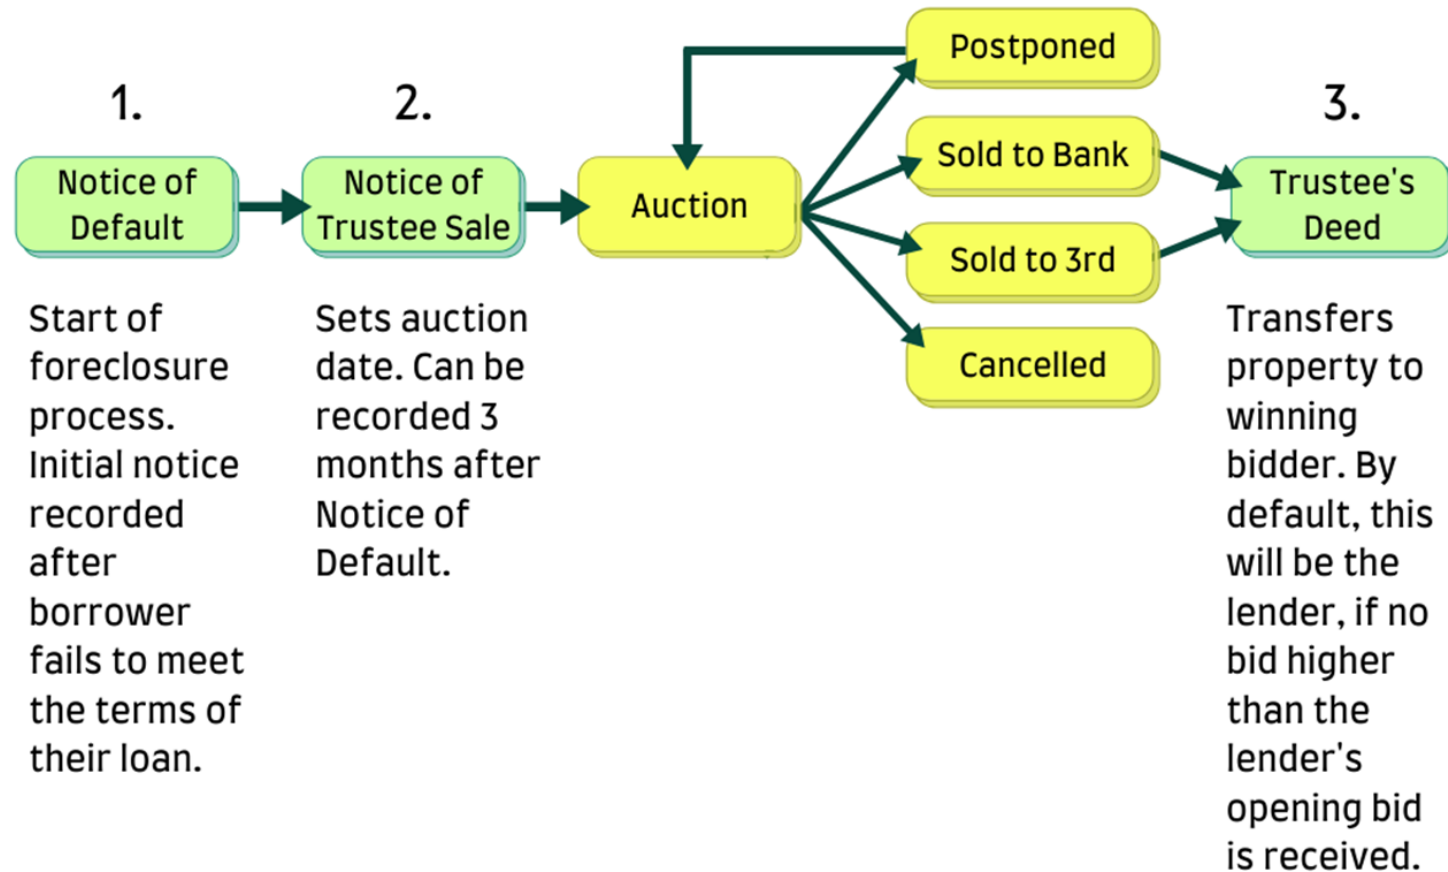 1.
Notice of
Default
Start of
foreclosure
process.
Initial notice
recorded
after
borrower
fails to meet
the terms of
their loan.
2.
Notice of
Trustee Sale
Sets auction
date. Can be
recorded 3
months after
Notice of
Default.
Auction
Postponed
Sold to Bank
Sold to 3rd
Cancelled
3.
Trustee's
Deed
Transfers
property to
winning
bidder. By
default, this
will be the
lender, if no
bid higher
than the
lender's
opening bid
is received.